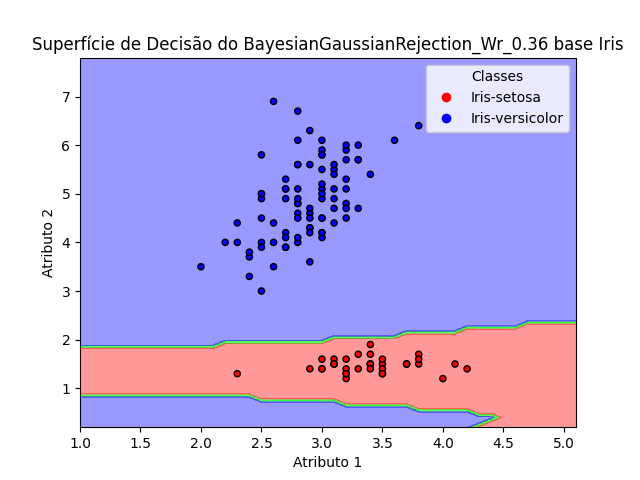 Superfície de Decisão do BayesianGaussianRejection_Wr_0.36 base Iris
Classes
Iris-setosa
Iris-versicolor
7
6
5
4
3
2
1
Atributo 2
1.0 1.5 2.0 2.5 3.0 3.5 4.0 4.5 5.0
Atributo 1